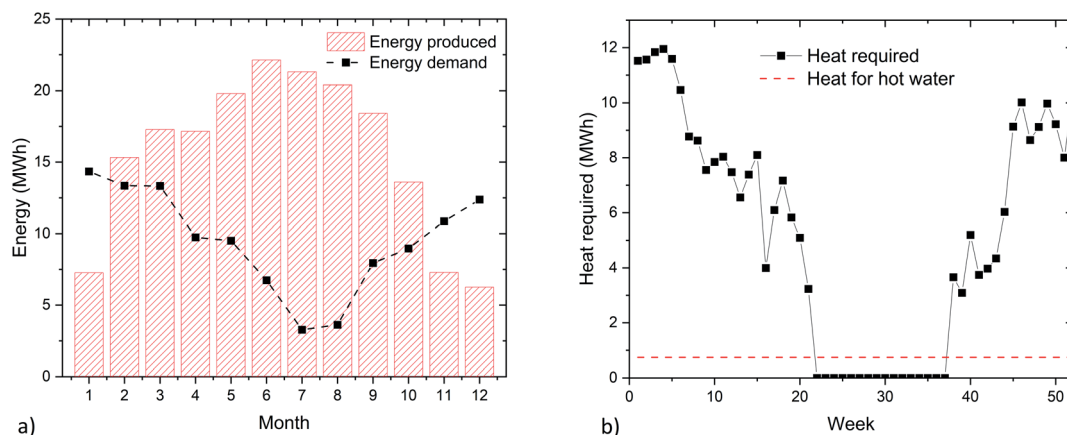 25
20
15
10
5
0
Energy (MWh)
Energy produced
Energy demand
1 2 3 4 5 6 7 8 9 10 11 12
Month
a)
12
10
8
6
4
2
0
Heat required (MWh)
Heat required
Heat for hot water
0 10 20 30 40 50
Week
b)